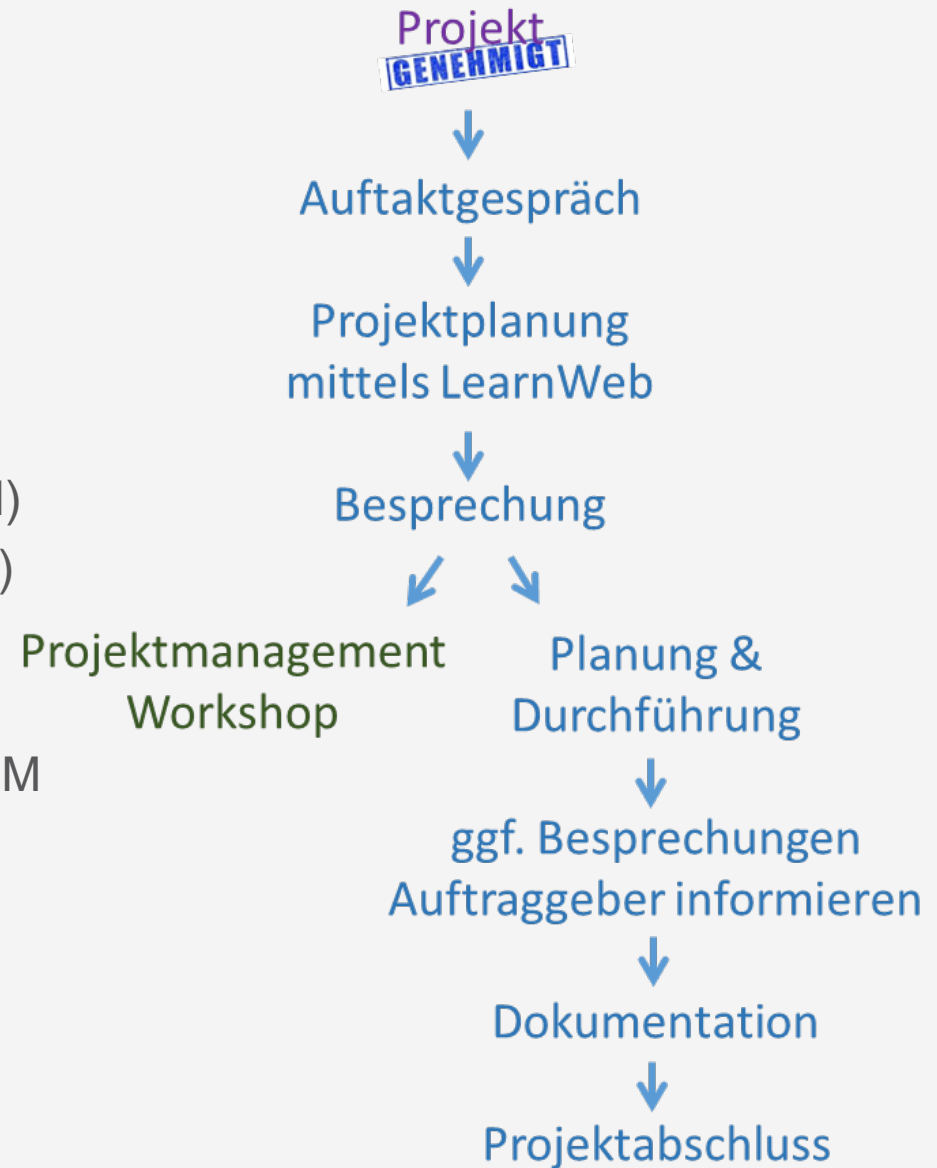 Projekt
GENEHMIGT
Auftaktgespräch
Projektplanung
mittels LearnWeb
Besprechung
)
)
Projektmanagement
Workshop
Planung &
Durchführung
M
ggf. Besprechungen
Auftraggeber informieren
Dokumentation
Projektabschluss